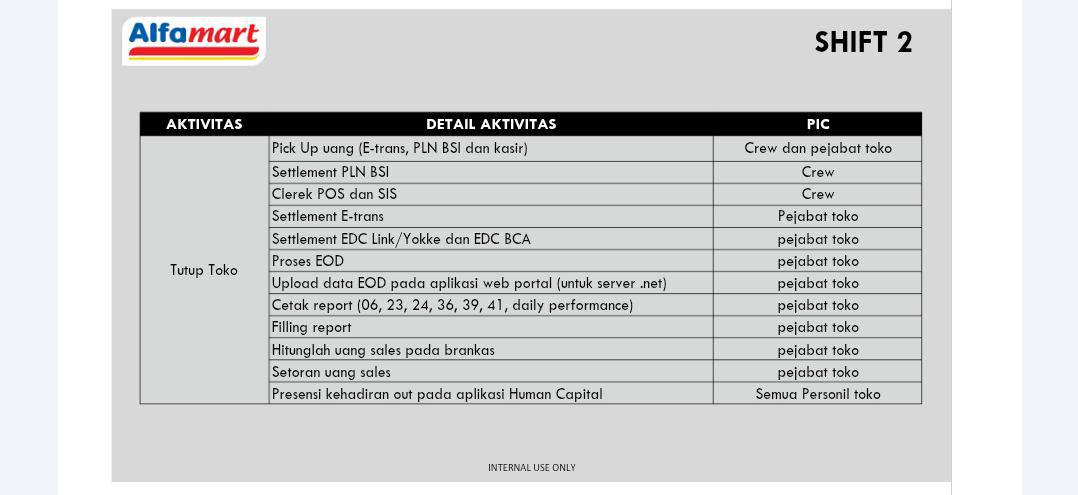 Alfamart
SHIFT 2
AKTIVITAS DETAIL AKTIVITAS PIC
Pick Up uang (E-trans, PLN BSI dan kasir) Crew dan pejabat toko
Settlement PLN BSI Crew
Clerek POS dan SIS Crew
Settlement E-trans Pejabat toko
Settlement EDC Link/Yokke dan EDC BCA pejabat toko
Proses EOD pejabat toko
Tutup Toko
Upload data EOD pada aplikasi web portal (untuk server .net) pejabat toko
Cetak report (06, 23, 24, 36, 39, 41, daily performance) pejabat toko
Filling report pejabat toko
Hitunglah uang sales pada brankas pejabat toko
Setoran uang sales pejabat toko
Presensi kehadiran out pada aplikasi Human Capital Semua Personil toko
INTERNAL USE ONLY